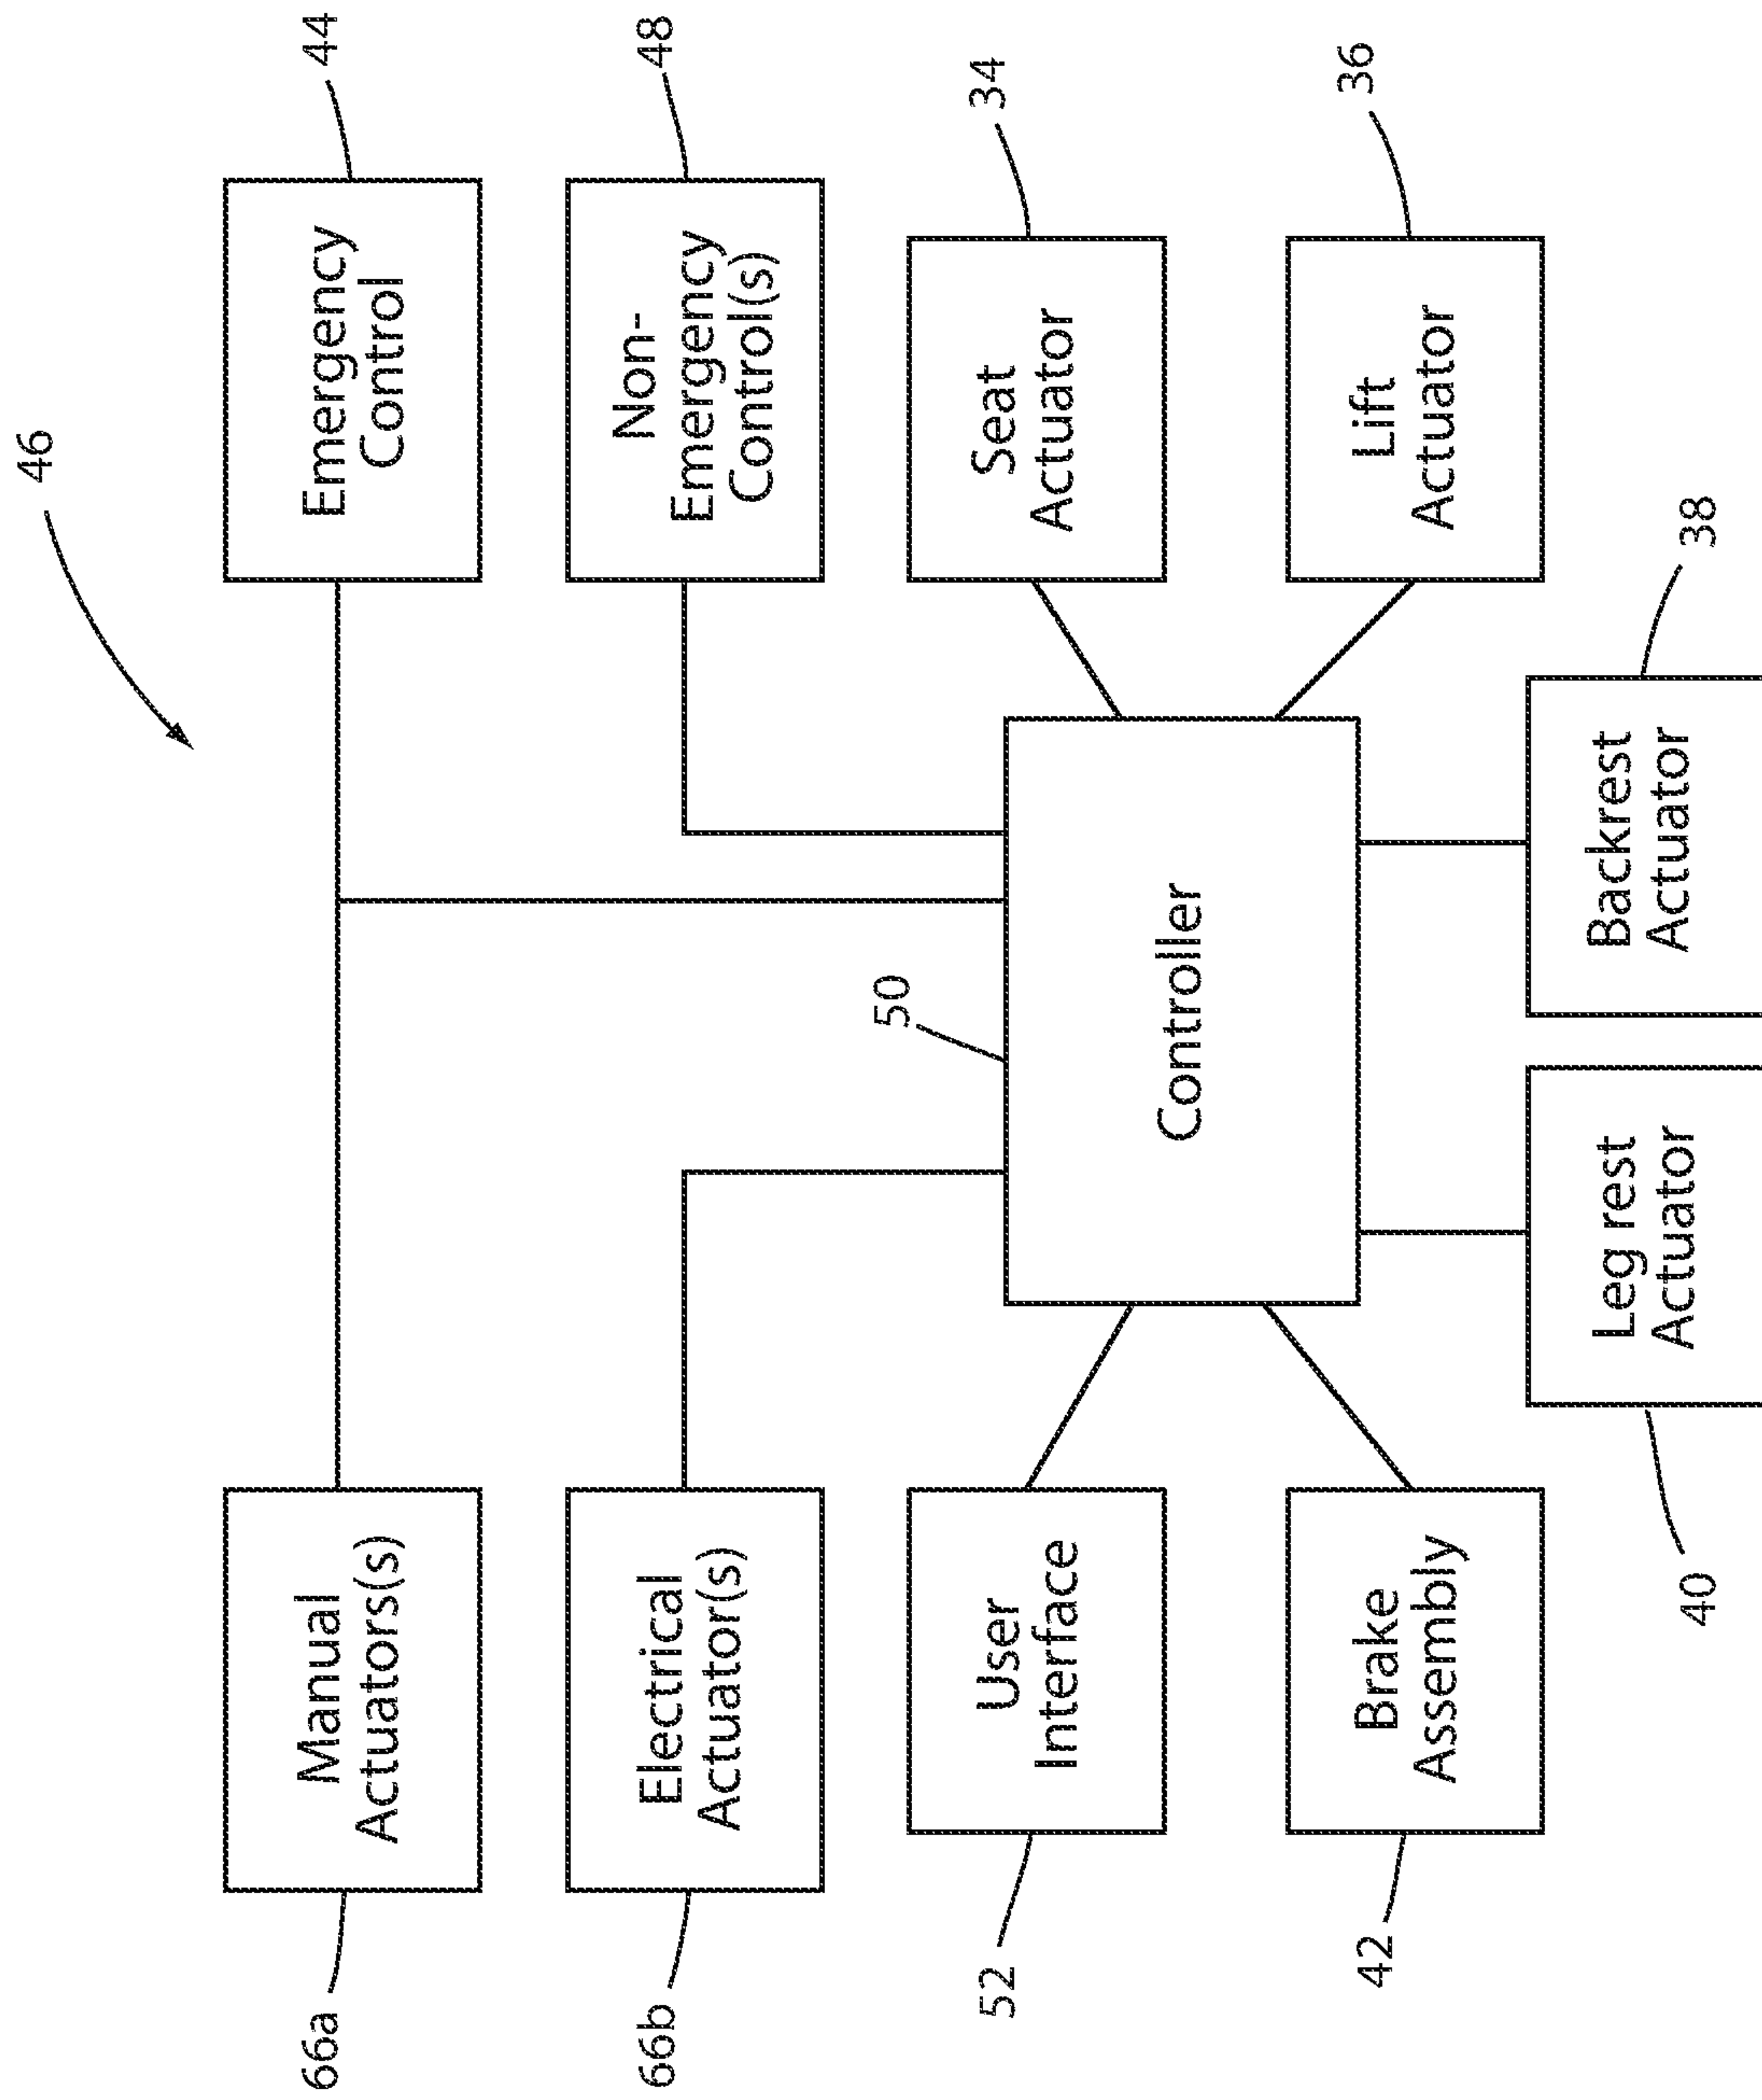 46
66a
Manual
Actuators(s)
Emergency
Control
44
66b
Electrical
Actuator(s)
Non-
Emergency
Control(s)
48
50
52
User
Interface
Controller
Seat
Actuator
34
42
Brake
Assembly
Lift
Actuator
36
40
Leg rest
Actuator
Backrest
Actuator
38